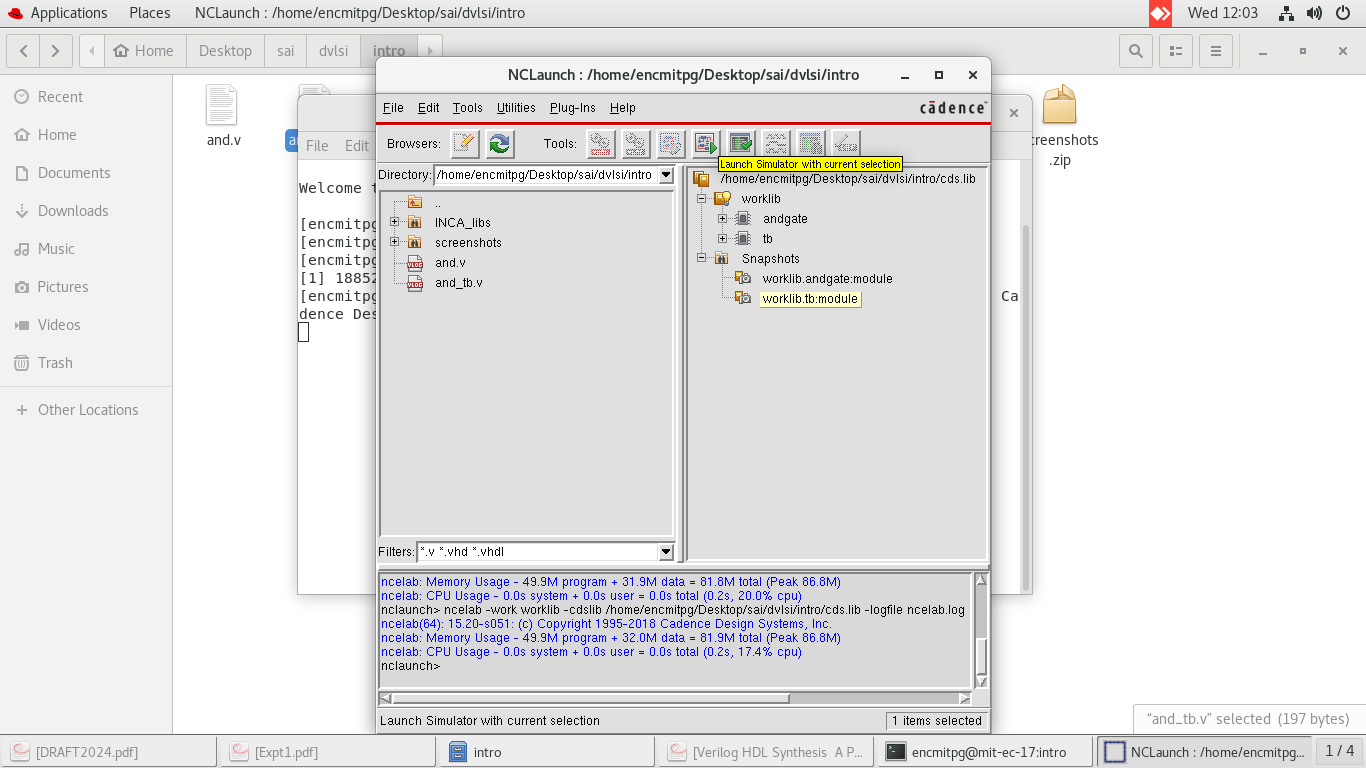 Applications Places NCLaunch : /home/encmitpg/Desktop/sai/dvlsi/intro Wed 12:03
Home Desktop sai dvlsi intro
Recent
Home
Documents
Downloads
Music
Pictures
Videos
Trash
Other Locations
and.v
an
creenshots
.zip
File Edit
Welcome t
[encmitpg
[encmitpg
[encmitpg
[1] 18852
[encmitpg Ca
dence Des
NCLaunch : /home/encmitpg/Desktop/sai/dvlsi/intro
File Edit Tools Utilities Plug-Ins Help cādence
Browsers: Tools:
Launch Simulator with current selection
Directory: /home/encmitpg/Desktop/sai/dvlsi/intro
..
INCA_libs
screenshots
and.v
and_tb.v
Filters: *.v *.vhd *.vhdl
/home/encmitpg/Desktop/sai/dvlsi/intro/cds.lib
worklib
andgate
tb
Snapshots
worklib.andgate:module
worklib.tb:module
ncelab: Memory Usage - 49.9M program + 31.9M data = 81.8M total (Peak 86.8M)
ncelab: CPU Usage - 0.0s system + 0.0s user = 0.0s total (0.2s, 20.0% cpu)
nclaunch> ncelab -work worklib -cdslib /home/encmitpg/Desktop/sai/dvlsi/intro/cds.lib -logfile ncelab.log
ncelab(64): 15.20-s051: (c) Copyright 1995-2018 Cadence Design Systems, Inc.
ncelab: Memory Usage - 49.9M program + 32.0M data = 81.9M total (Peak 86.8M)
ncelab: CPU Usage - 0.0s system + 0.0s user = 0.0s total (0.2s, 17.4% cpu)
nclaunch>
Launch Simulator with current selection 1 items selected
“and_tb.v” selected (197 bytes)
[DRAFT2024.pdf] [Expt1.pdf] intro [Verilog HDL Synthesis A P... encmitpg@mit-ec-17:intro NCLaunch : /home/encmitpg... 1 / 4